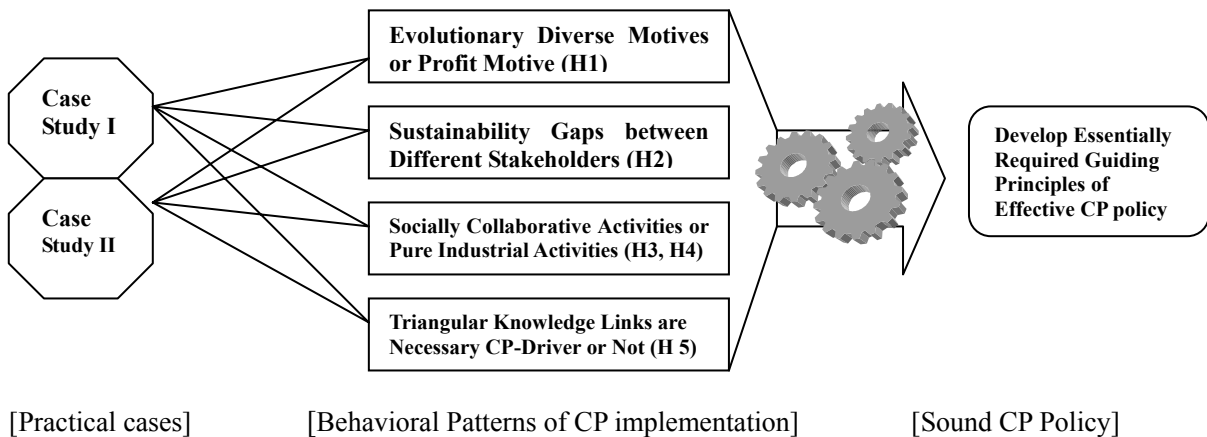 Case
Study I
Case
Study II
Evolutionary Diverse Motives
or Profit Motive (H1)
Sustainability Gaps between
Different Stakeholders (H2)
Socially Collaborative Activities or
Pure Industrial Activities (H3, H4)
Triangular Knowledge Links are
Necessary CP-Driver or Not (H 5)
Develop Essentially
Required Guiding
Principles of
Effective CP policy
[Practical cases] [Behavioral Patterns of CP implementation] [Sound CP Policy]